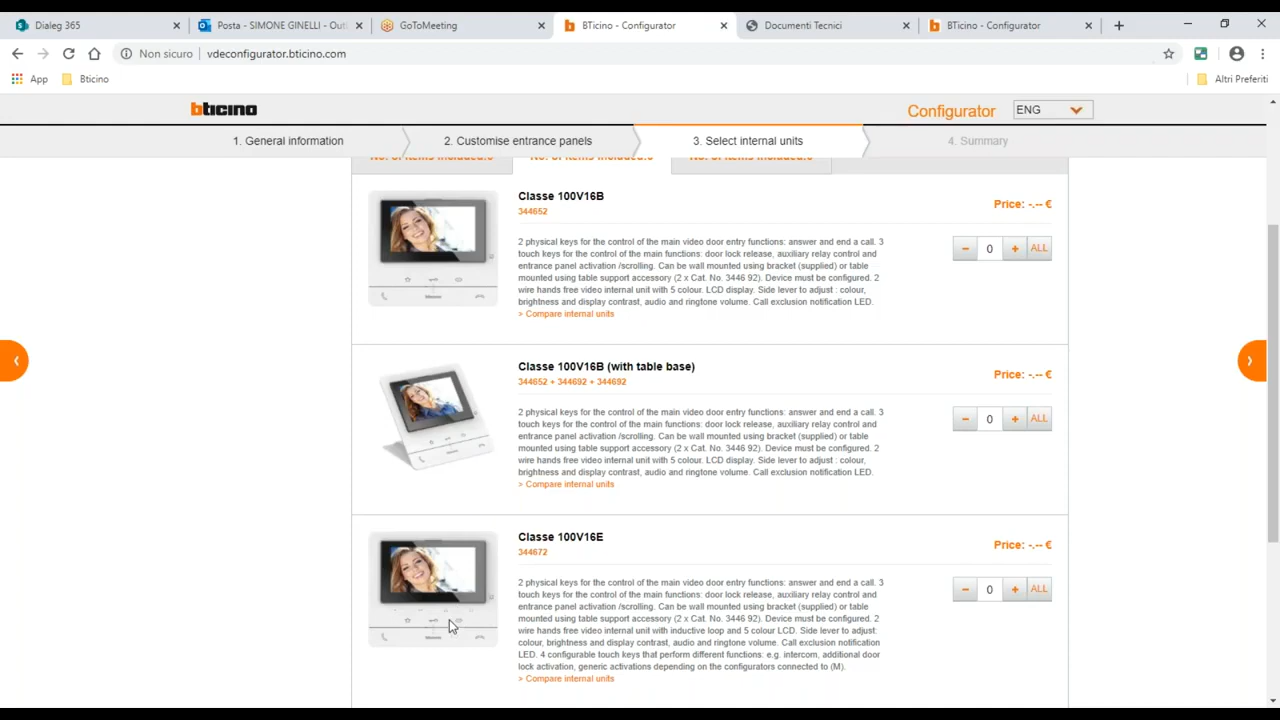 Dialeg 365
Posta - SIMONE GINELLI - Outl
GoToMeeting
BTicino - Configurator
Documenti Tecnici
BTicino - Configurator
Non sicuro
vdeconfigurator.bticino.com
App
Bticino
Altri Preferiti
bticino
Configurator
ENG
1. General information
2. Customise entrance panels
3. Select internal units
4. Summary
No. of items included:0
No. of items included:0
No. of items included:0
Classe 100V16B
344652
Price: -.-- €
2 physical keys for the control of the main video door entry functions: answer and end a call. 3
touch keys for the control of the main functions: door lock release, auxiliary relay control and
entrance panel activation /scrolling. Can be wall mounted using bracket (supplied) or table
mounted using table support accessory (2 x Cat. No. 3446 92). Device must be configured. 2
wire hands free video internal unit with 5 colour. LCD display. Side lever to adjust : colour,
brightness and display contrast, audio and ringtone volume. Call exclusion notification LED.
> Compare internal units
− 0 + ALL
Classe 100V16B (with table base)
344652 + 344692 + 344692
Price: -.-- €
2 physical keys for the control of the main video door entry functions: answer and end a call. 3
touch keys for the control of the main functions: door lock release, auxiliary relay control and
entrance panel activation /scrolling. Can be wall mounted using bracket (supplied) or table
mounted using table support accessory (2 x Cat. No. 3446 92). Device must be configured. 2
wire hands free video internal unit with 5 colour. LCD display. Side lever to adjust : colour,
brightness and display contrast, audio and ringtone volume. Call exclusion notification LED.
> Compare internal units
− 0 + ALL
Classe 100V16E
344672
Price: -.-- €
2 physical keys for the control of the main video door entry functions: answer and end a call. 3
touch keys for the control of the main functions: door lock release, auxiliary relay control and
entrance panel activation /scrolling. Can be wall mounted using bracket (supplied) or table
mounted using table support accessory (2 x Cat. No. 3446 92). Device must be configured. 2
wire hands free video internal unit with inductive loop and 5 colour LCD. Side lever to adjust:
colour, brightness and display contrast, audio and ringtone volume. Call exclusion notification
LED. 4 configurable touch keys that perform different functions: e.g. intercom, additional door
lock activation, generic activations depending on the configurators connected to (M).
> Compare internal units
− 0 + ALL